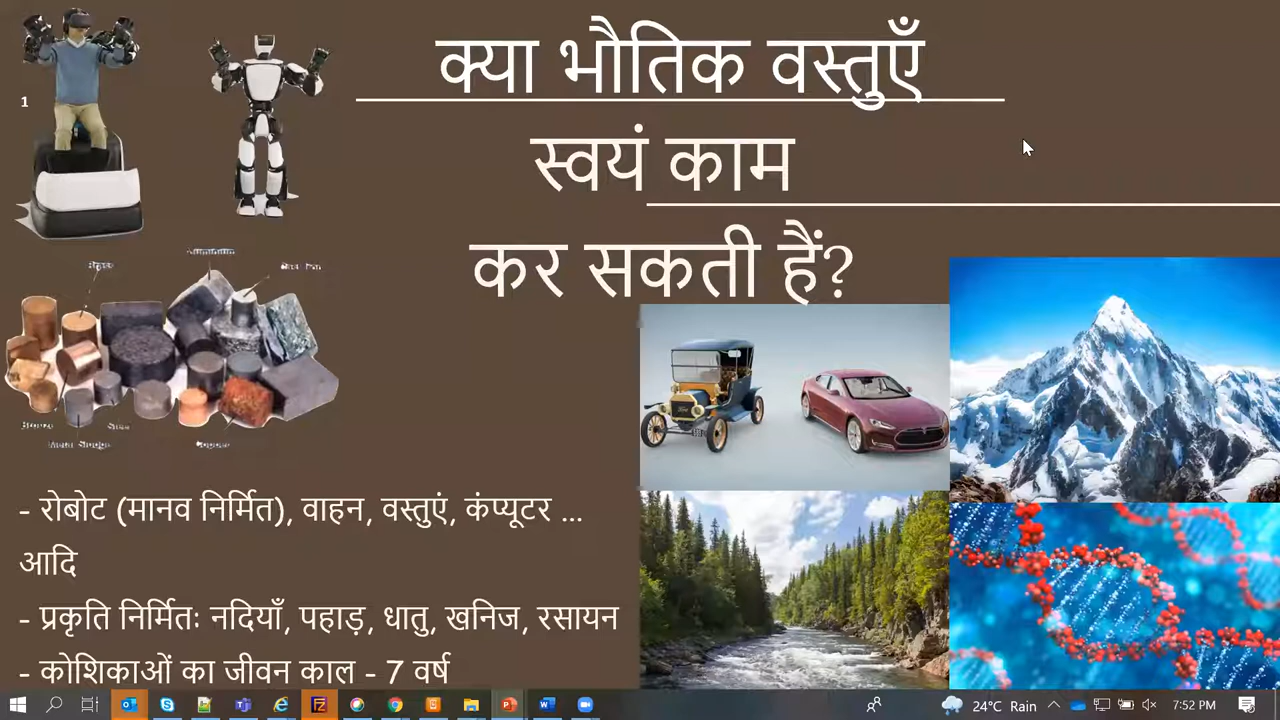 1
क्या भौतिक वस्तुएँ
स्वयं काम
कर सकती हैं?
- रोबोट (मानव निर्मित), वाहन, वस्तुएं, कंप्यूटर ...
आदि
- प्रकृति निर्मितः नदियाँ, पहाड़, धातु, खनिज, रसायन
- कोशिकाओं का जीवन काल - 7 वर्ष
24°C Rain
7:52 PM